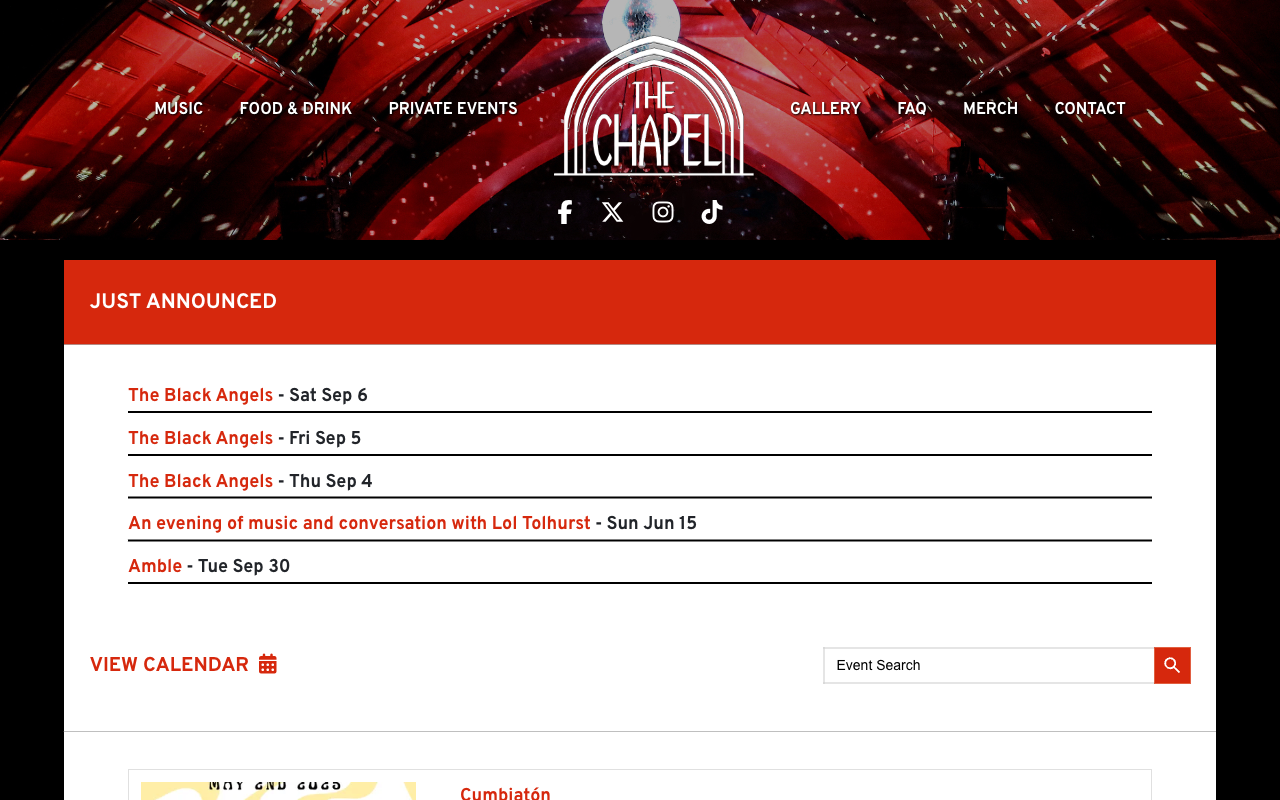 MUSIC FOOD & DRINK PRIVATE EVENTS THE CHAPEL GALLERY FAQ MERCH CONTACT
JUST ANNOUNCED
The Black Angels - Sat Sep 6
The Black Angels - Fri Sep 5
The Black Angels - Thu Sep 4
An evening of music and conversation with Lol Tolhurst - Sun Jun 15
Amble - Tue Sep 30
VIEW CALENDAR Event Search
MAY 2ND 2025
Cumbiatón